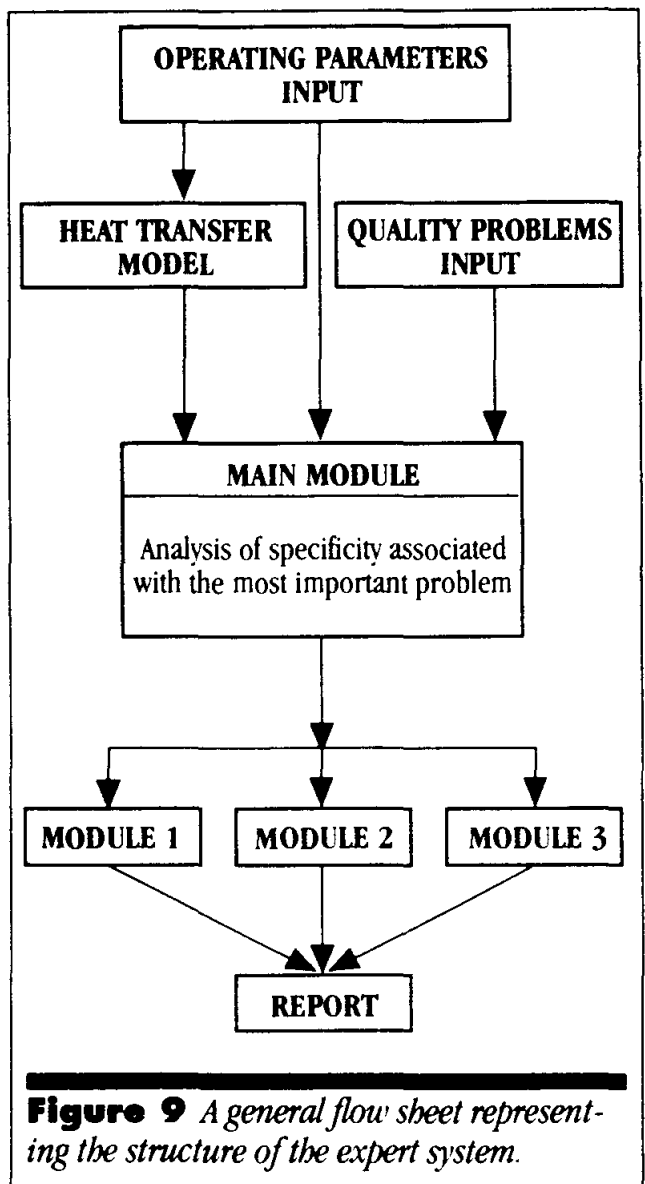 OPERATING PARAMETERS
INPUT
HEAT TRANSFER
MODEL
QUALITY PROBLEMS
INPUT
MAIN MODULE
Analysis of specificity associated
with the most important problem
MODULE 1
MODULE 2
MODULE 3
REPORT
Figure 9 A general flow sheet represent-
ing the structure of the expert system.